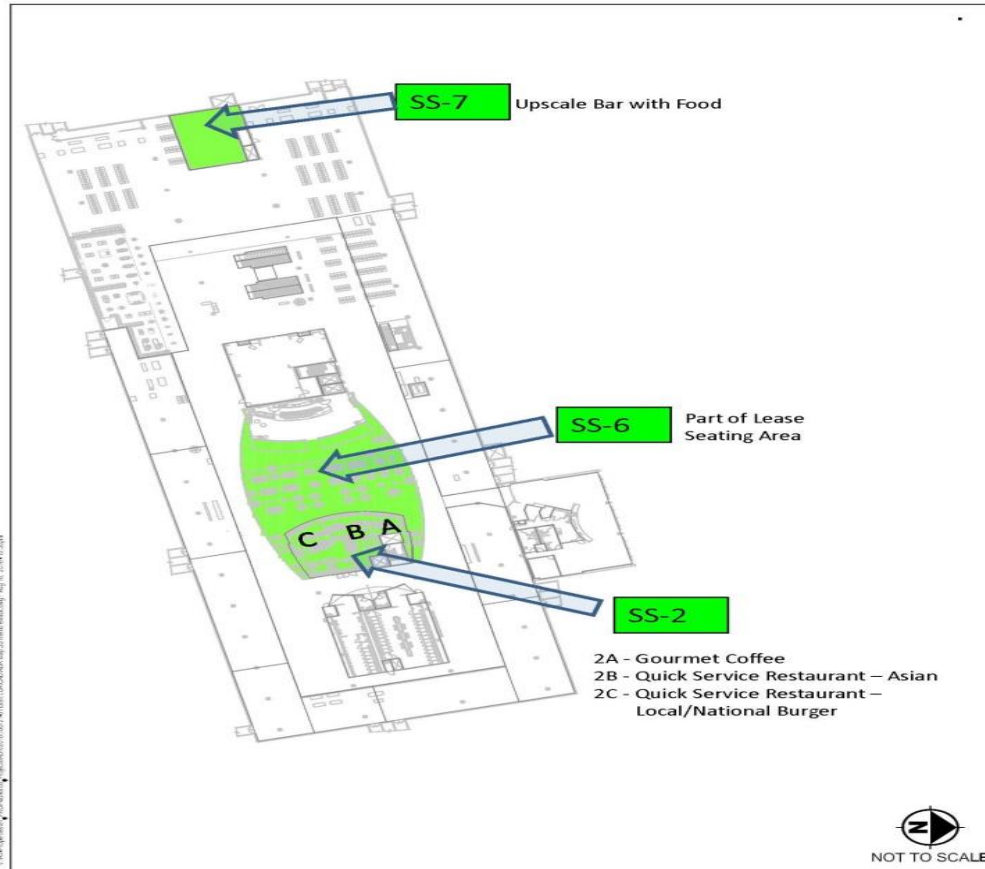 SS-7
Upscale Bar with Food
SS-6
Part of Lease
Seating Area
C B A
SS-2
2A - Gourmet Coffee
2B - Quick Service Restaurant – Asian
2C - Quick Service Restaurant –
Local/National Burger
N
NOT TO SCALE